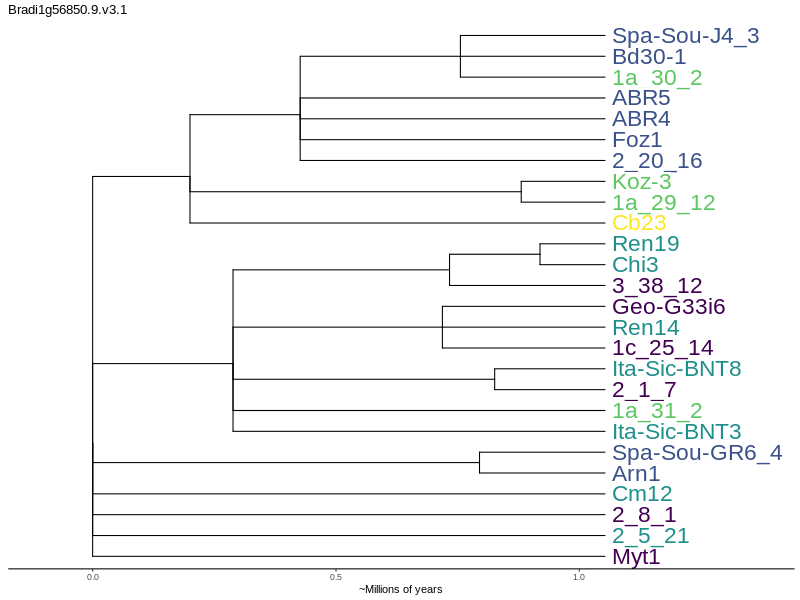 Bradi1g56850.9.v3.1
Spa-Sou-J4_3
Bd30-1
1a_30_2
ABR5
ABR4
Foz1
2_20_16
Koz-3
1a_29_12
Cb23
Ren19
Chi3
3_38_12
Geo-G33i6
Ren14
1c_25_14
Ita-Sic-BNT8
2_1_7
1a_31_2
Ita-Sic-BNT3
Spa-Sou-GR6_4
Arn1
Cm12
2_8_1
2_5_21
Myt1
0.0 0.5 1.0
~Millions of years